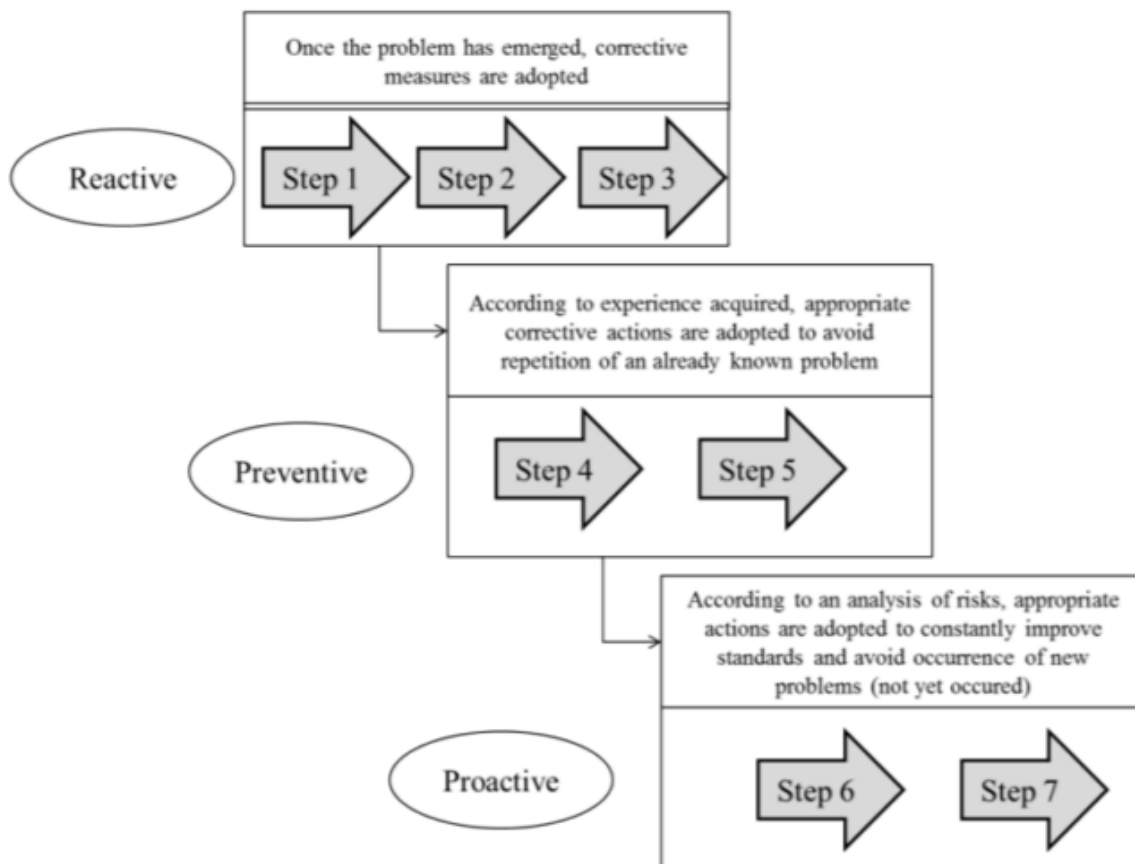 Once the problem has emerged, corrective
measures are adopted
Reactive
Step 1
Step 2
Step 3
According to experience acquired, appropriate
corrective actions are adopted to avoid
repetition of an already known problem
Preventive
Step 4
Step 5
According to an analysis of risks, appropriate
actions are adopted to constantly improve
standards and avoid occurrence of new
problems (not yet occured)
Proactive
Step 6
Step 7